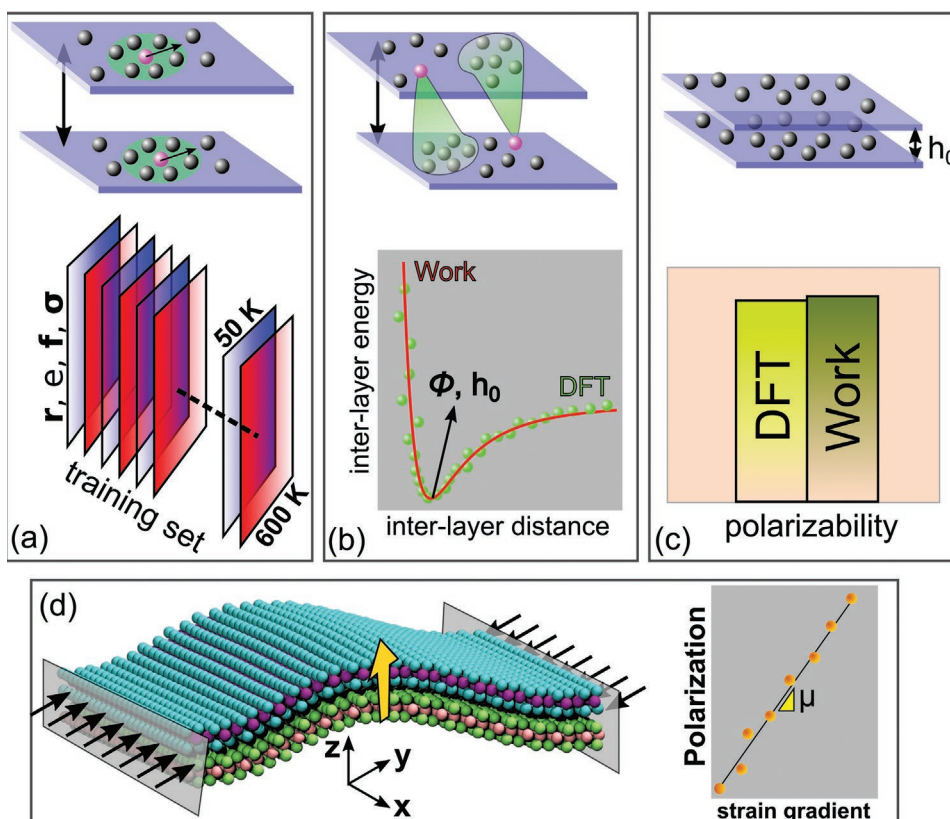 h₀
r, e, f, σ
50 K
600 K
training set
(a)
Work
Φ, h₀
DFT
inter-layer energy
inter-layer distance
(b)
DFT
Work
polarizability
(c)
(d)
z
y
x
Polarization
μ
strain gradient